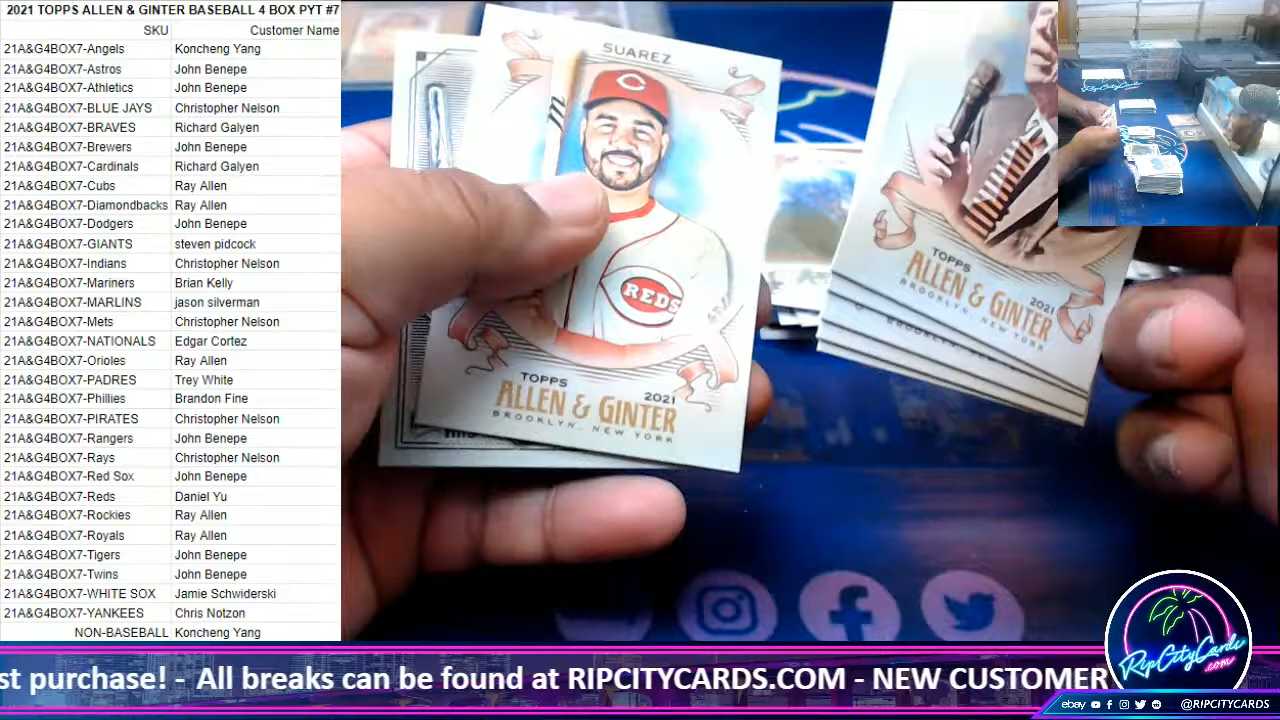 2021 TOPPS ALLEN & GINTER BASEBALL 4 BOX PYT #7
SKU Customer Name
21A&G4BOX7-Angels Koncheng Yang
21A&G4BOX7-Astros John Benepe
21A&G4BOX7-Athletics John Benepe
21A&G4BOX7-BLUE JAYS Christopher Nelson
21A&G4BOX7-BRAVES Richard Galyen
21A&G4BOX7-Brewers John Benepe
21A&G4BOX7-Cardinals Richard Galyen
21A&G4BOX7-Cubs Ray Allen
21A&G4BOX7-Diamondbacks Ray Allen
21A&G4BOX7-Dodgers John Benepe
21A&G4BOX7-GIANTS steven pidcock
21A&G4BOX7-Indians Christopher Nelson
21A&G4BOX7-Mariners Brian Kelly
21A&G4BOX7-MARLINS jason silverman
21A&G4BOX7-Mets Christopher Nelson
21A&G4BOX7-NATIONALS Edgar Cortez
21A&G4BOX7-Orioles Ray Allen
21A&G4BOX7-PADRES Trey White
21A&G4BOX7-Phillies Brandon Fine
21A&G4BOX7-PIRATES Christopher Nelson
21A&G4BOX7-Rangers John Benepe
21A&G4BOX7-Rays Christopher Nelson
21A&G4BOX7-Red Sox John Benepe
21A&G4BOX7-Reds Daniel Yu
21A&G4BOX7-Rockies Ray Allen
21A&G4BOX7-Royals Ray Allen
21A&G4BOX7-Tigers John Benepe
21A&G4BOX7-Twins John Benepe
21A&G4BOX7-WHITE SOX Jamie Schwiderski
21A&G4BOX7-YANKEES Chris Notzon
NON-BASEBALL Koncheng Yang
SUAREZ
C
REDS
TOPPS 2021
ALLEN & GINTER
BROOKLYN, NEW YORK
TOPPS 2021
ALLEN & GINTER
BROOKLYN, NEW YORK
RipCityCards
.com
st purchase! - All breaks can be found at RIPCITYCARDS.COM - NEW CUSTOMER
ebay @RIPCITYCARDS